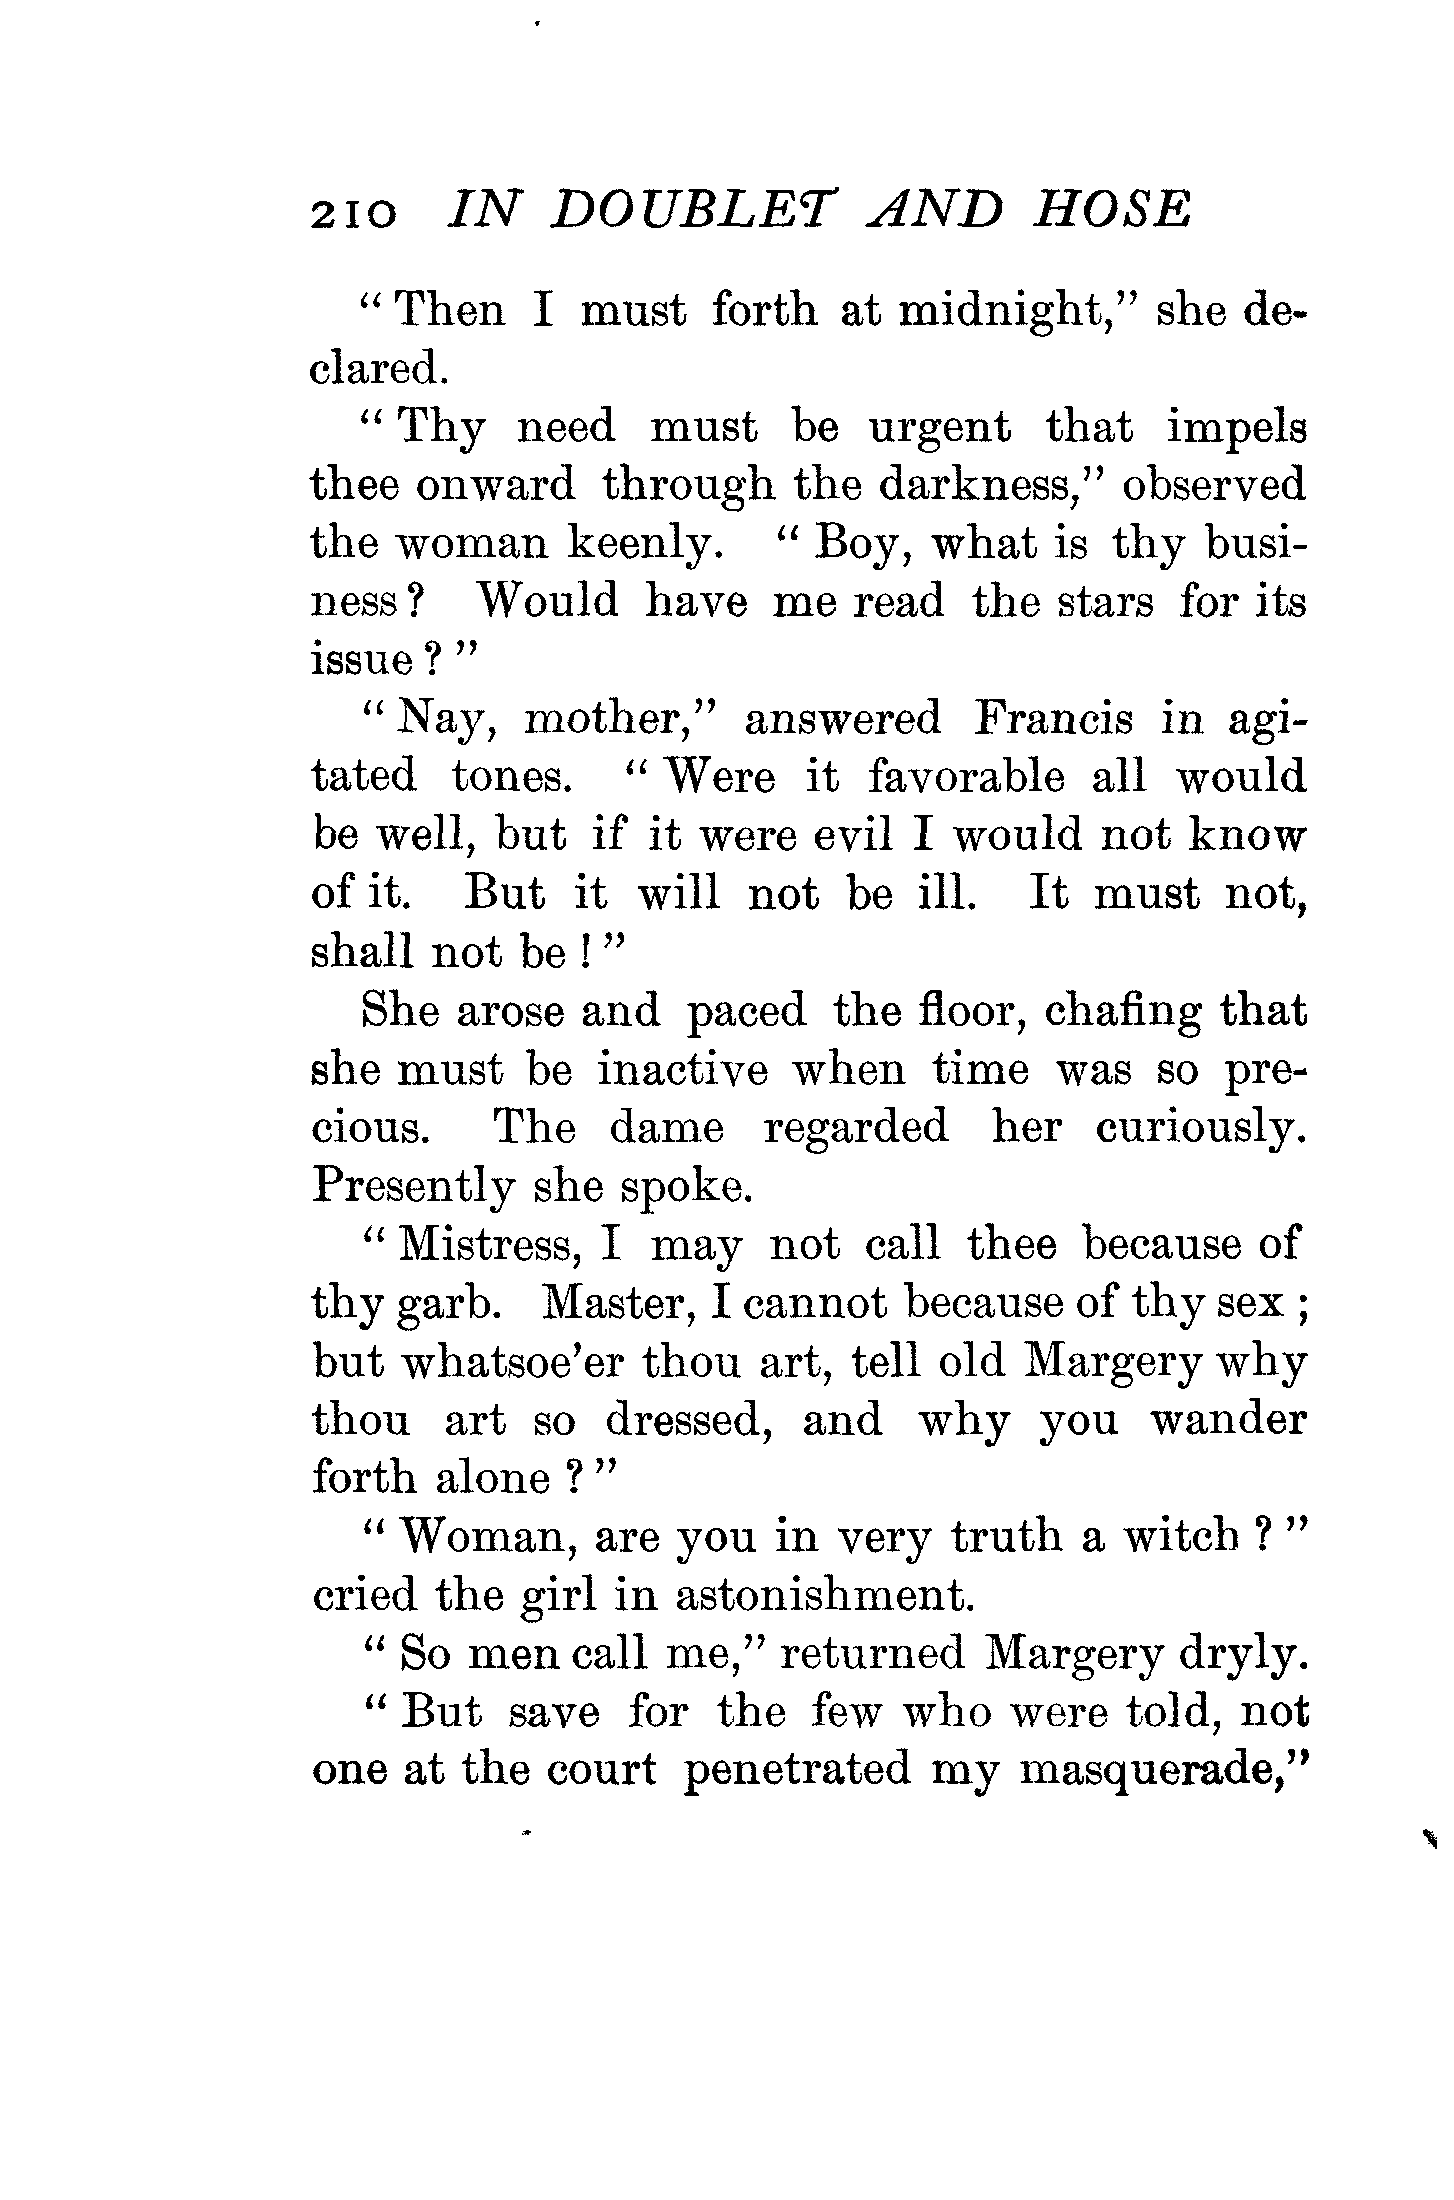 210 IN DOUBLET AND HOSE
“ Then I must forth at midnight,” she de-
clared.
“ Thy need must be urgent that impels
thee onward through the darkness,” observed
the woman keenly. “ Boy, what is thy busi-
ness ? Would have me read the stars for its
issue ? ”
“ Nay, mother,” answered Francis in agi-
tated tones. “ Were it favorable all would
be well, but if it were evil I would not know
of it. But it will not be ill. It must not,
shall not be ! ”
She arose and paced the floor, chafing that
she must be inactive when time was so pre-
cious. The dame regarded her curiously.
Presently she spoke.
“ Mistress, I may not call thee because of
thy garb. Master, I cannot because of thy sex ;
but whatsoe’er thou art, tell old Margery why
thou art so dressed, and why you wander
forth alone ? ”
“ Woman, are you in very truth a witch ? ”
cried the girl in astonishment.
“ So men call me,” returned Margery dryly.
“ But save for the few who were told, not
one at the court penetrated my masquerade,”